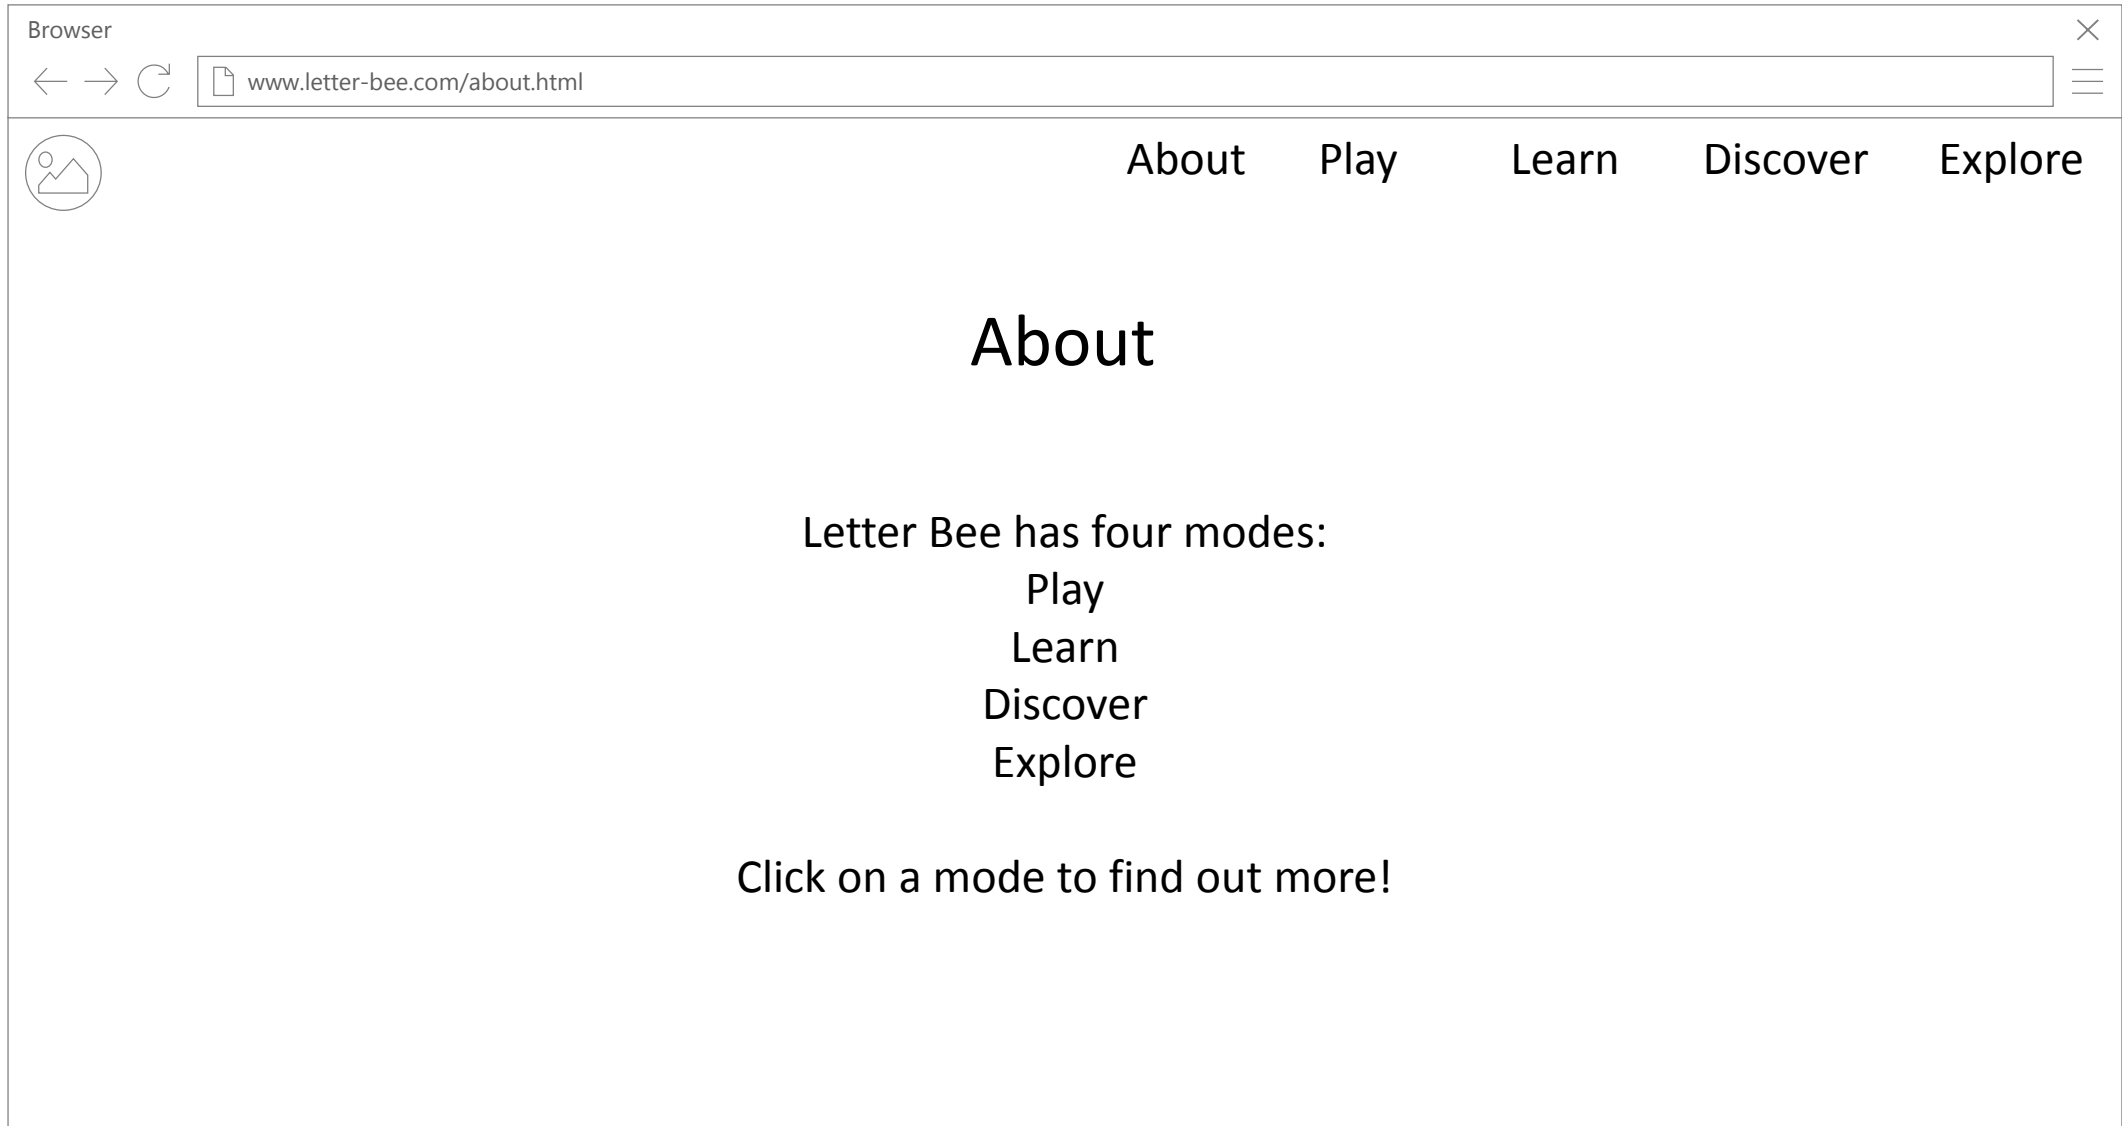 Browser
www.letter-bee.com/about.html
About Play Learn Discover Explore
About
Letter Bee has four modes:
Play
Learn
Discover
Explore
Click on a mode to find out more!